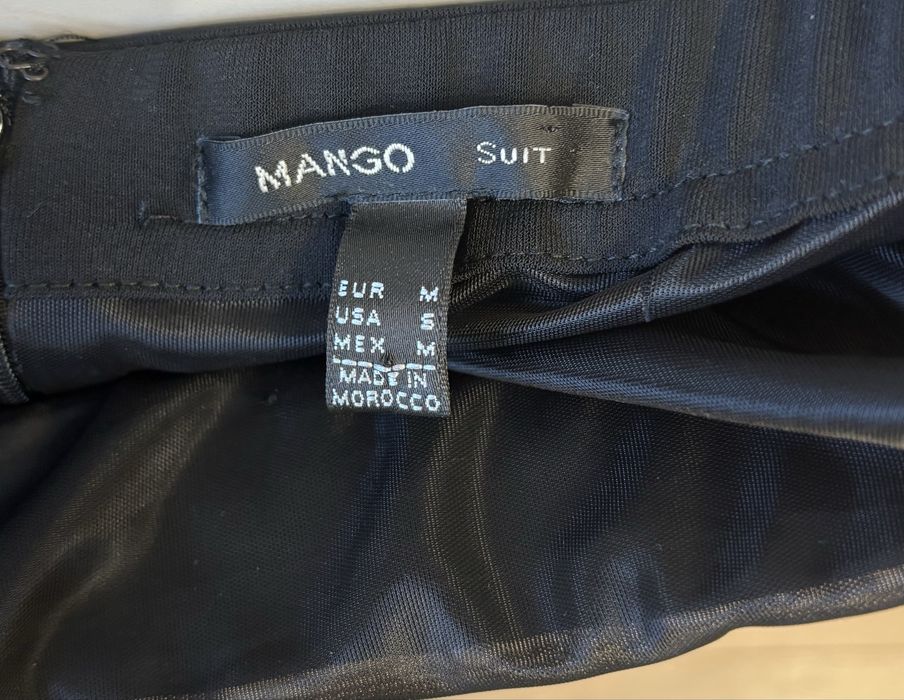 MANGO SUIT
EUR M
USA S
MEX M
MADE IN
MOROCCO